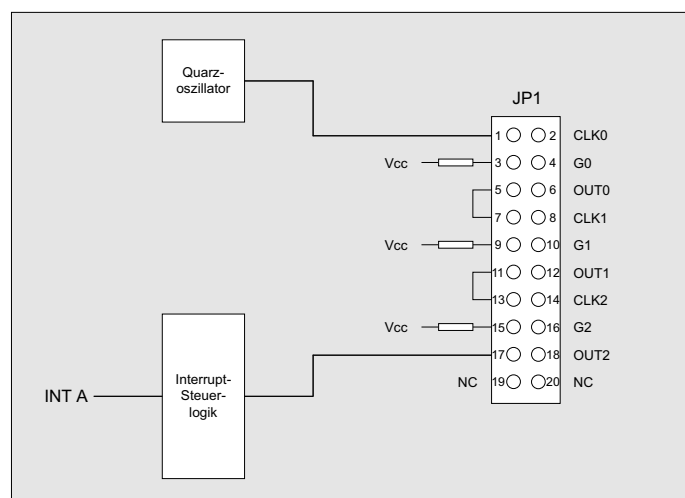 Quarz-
oszillator
JP1
1 2 CLK0
Vcc 3 4 G0
5 6 OUT0
7 8 CLK1
Vcc 9 10 G1
11 12 OUT1
13 14 CLK2
Vcc 15 16 G2
17 18 OUT2
NC 19 20 NC
INT A
Interrupt-
Steuer-
logik